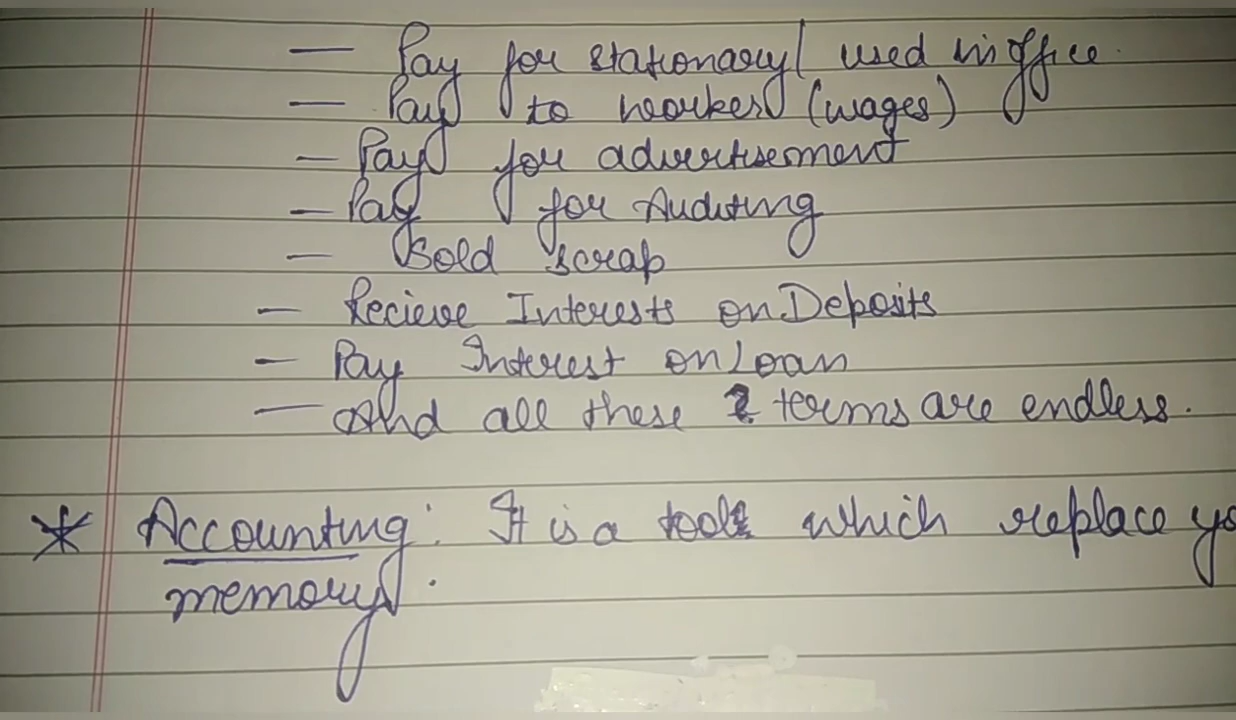 — Pay for stationary used in office.
— Pay to worker (wages)
— Pay for advertisement
— Pay for Auditing
— Sold scrap
— Recieve Interests on Deposits
— Pay Interest on Loan
— And all these terms are endless.
* Accounting: It is a tool which replace yo
memory.